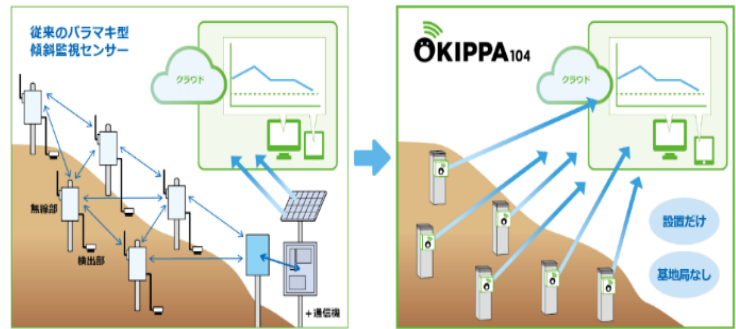 従来のバラマキ型
傾斜監視センサー
クラウド
無線部
検出部
+通信機
ÖKIPPA104
クラウド
設置だけ
基地局なし